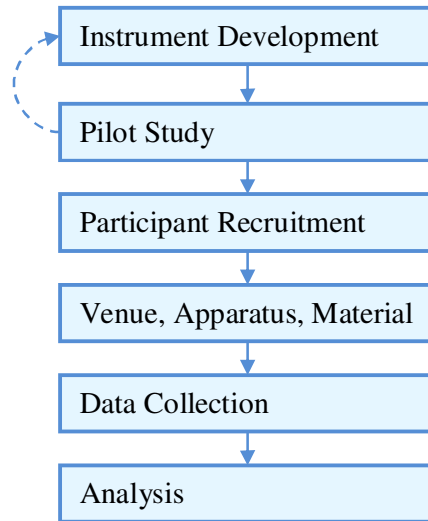 Instrument Development
Pilot Study
Participant Recruitment
Venue, Apparatus, Material
Data Collection
Analysis